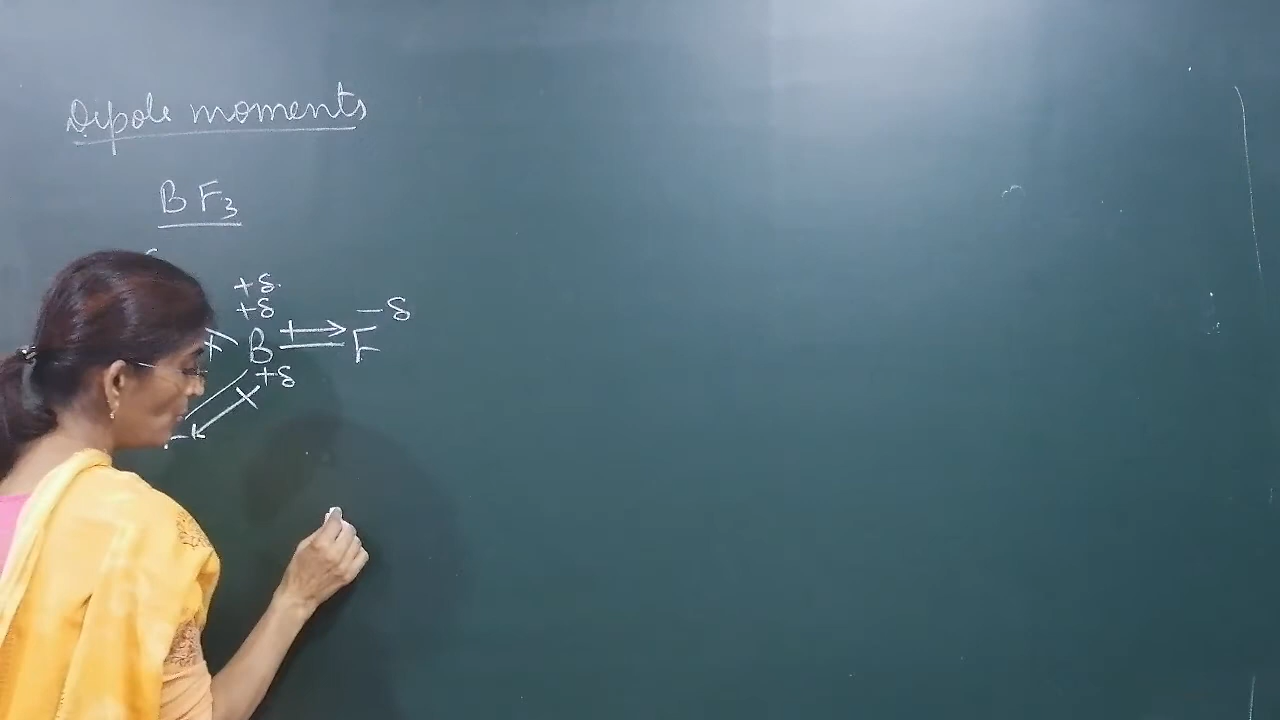 Dipole moments
BF₃
+δ
+δ -δ
B F
+δ